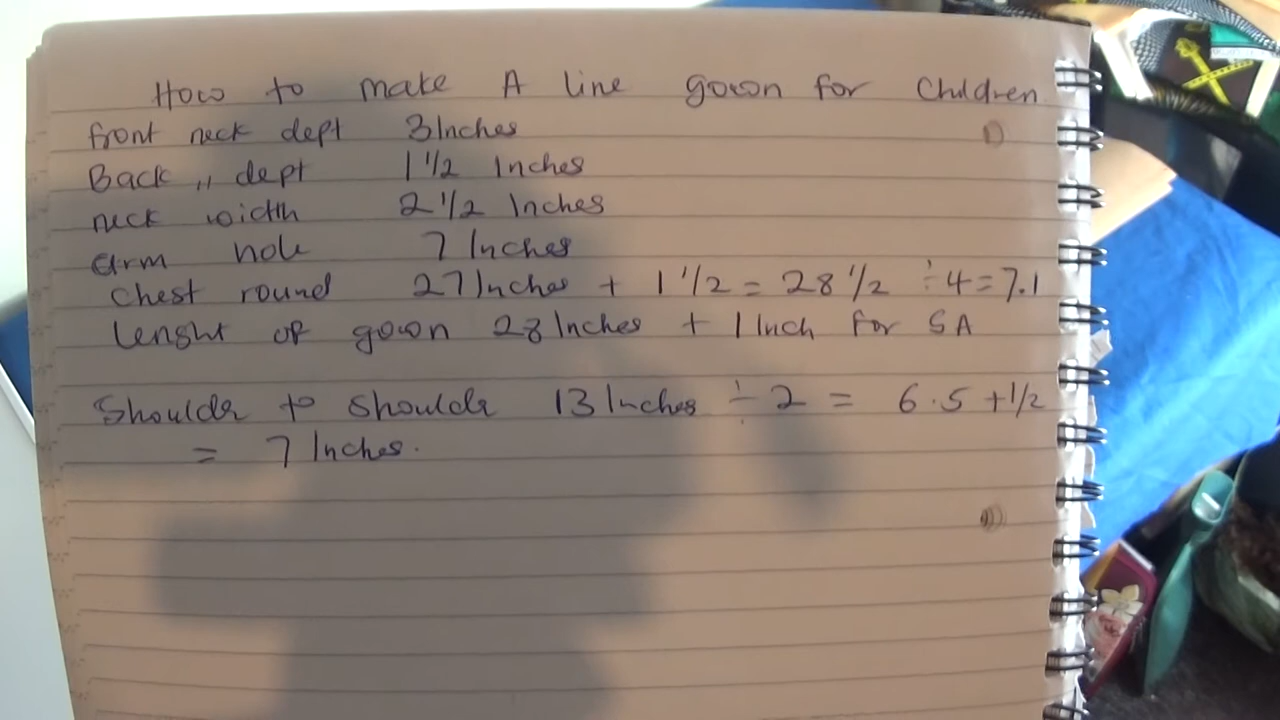 How to make A line gown for Children
front neck dept 3 Inches
Back ,, dept 1 1/2 Inches
neck width 2 1/2 Inches
arm hole 7 Inches
Chest round 27 Inches + 1 1/2 = 28 1/2 ÷ 4 = 7.1
lenght of gown 28 Inches + 1 Inch for SA
Shoulder to shoulder 13 Inches ÷ 2 = 6.5 + 1/2
= 7 Inches.